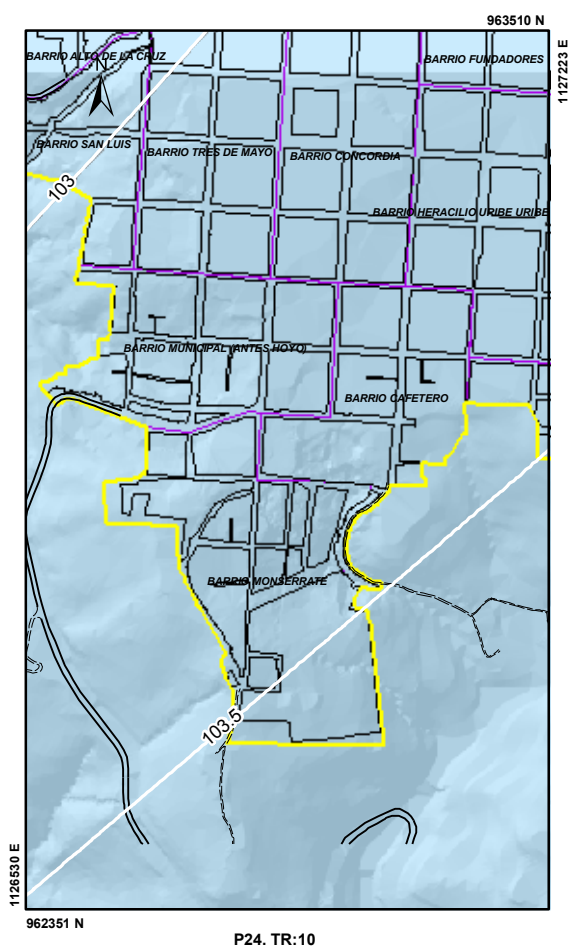 963510 N
1127223 E
BARRIO ALTO DE LA CRUZ
BARRIO FUNDADORES
N
BARRIO SAN LUIS
BARRIO TRES DE MAYO
BARRIO CONCORDIA
103
BARRIO HERACILIO URIBE URIBE
BARRIO MUNICIPAL (ANTES HOYO)
BARRIO CAFETERO
BARRIO MONSERRATE
103.5
1126530 E
962351 N
P24. TR:10